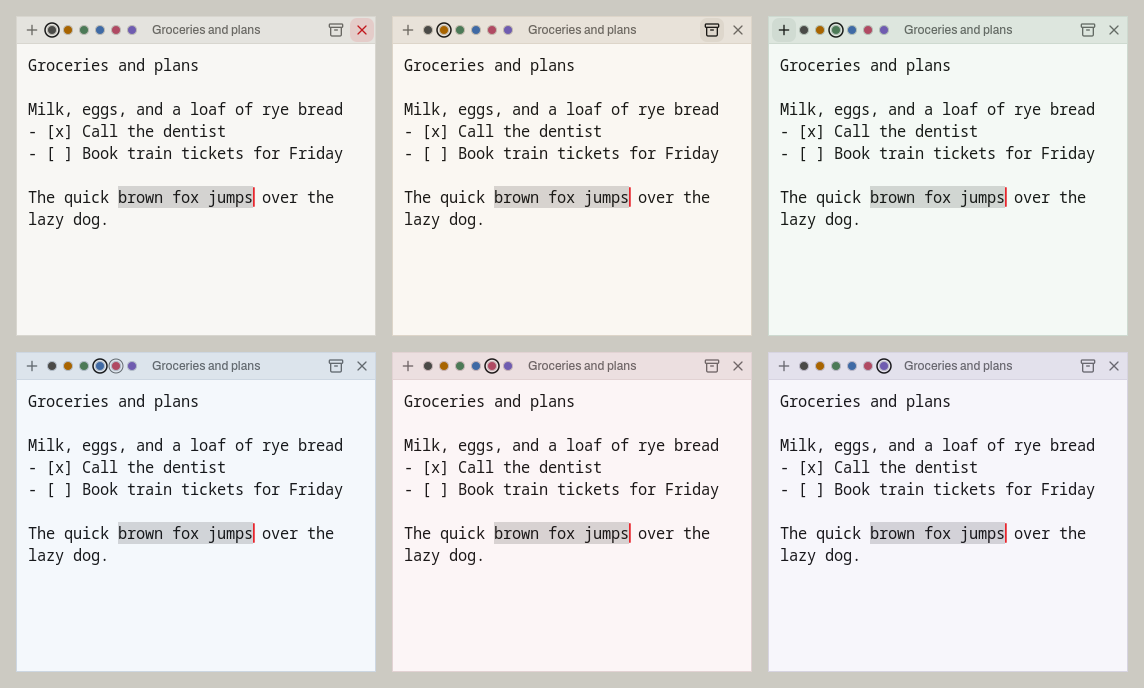 Groceries and plans
Groceries and plans

Milk, eggs, and a loaf of rye bread
- [x] Call the dentist
- [ ] Book train tickets for Friday

The quick brown fox jumps over the
lazy dog.
Groceries and plans
Groceries and plans

Milk, eggs, and a loaf of rye bread
- [x] Call the dentist
- [ ] Book train tickets for Friday

The quick brown fox jumps over the
lazy dog.
Groceries and plans
Groceries and plans

Milk, eggs, and a loaf of rye bread
- [x] Call the dentist
- [ ] Book train tickets for Friday

The quick brown fox jumps over the
lazy dog.
Groceries and plans
Groceries and plans

Milk, eggs, and a loaf of rye bread
- [x] Call the dentist
- [ ] Book train tickets for Friday

The quick brown fox jumps over the
lazy dog.
Groceries and plans
Groceries and plans

Milk, eggs, and a loaf of rye bread
- [x] Call the dentist
- [ ] Book train tickets for Friday

The quick brown fox jumps over the
lazy dog.
Groceries and plans
Groceries and plans

Milk, eggs, and a loaf of rye bread
- [x] Call the dentist
- [ ] Book train tickets for Friday

The quick brown fox jumps over the
lazy dog.